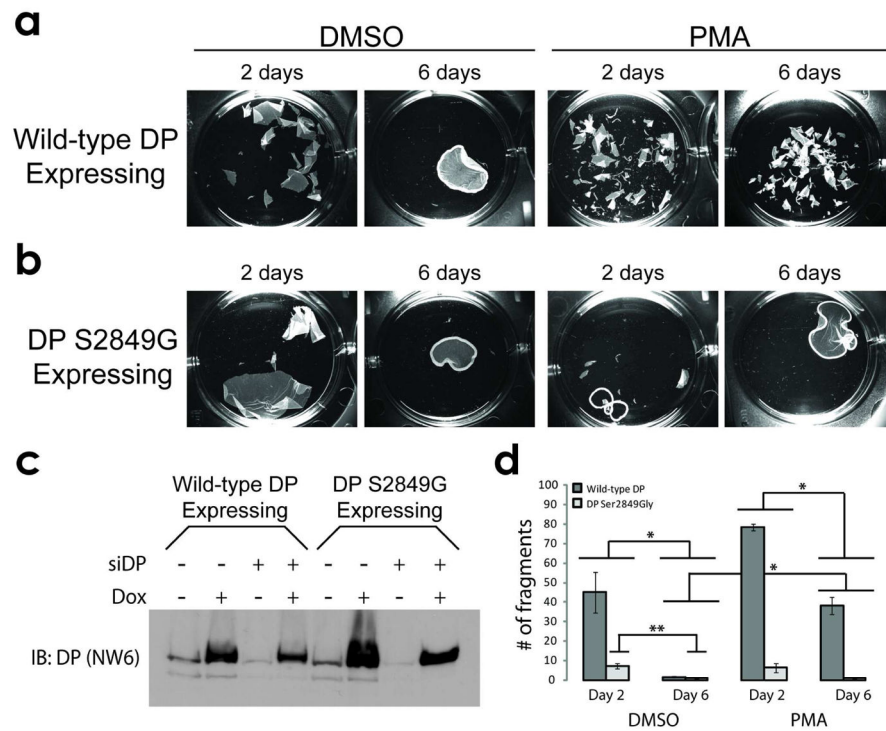 a
DMSO PMA
2 days 6 days 2 days 6 days
Wild-type DP
Expressing
b
2 days 6 days 2 days 6 days
DP S2849G
Expressing
c
Wild-type DP
Expressing
DP S2849G
Expressing
siDP - - + + - - + +
Dox - + - + - + - +
IB: DP (NW6)
d
# of fragments
100
90
80
70
60
50
40
30
20
10
0
Wild-type DP
DP Ser2849Gly
* * * **
Day 2 Day 6 Day 2 Day 6
DMSO PMA